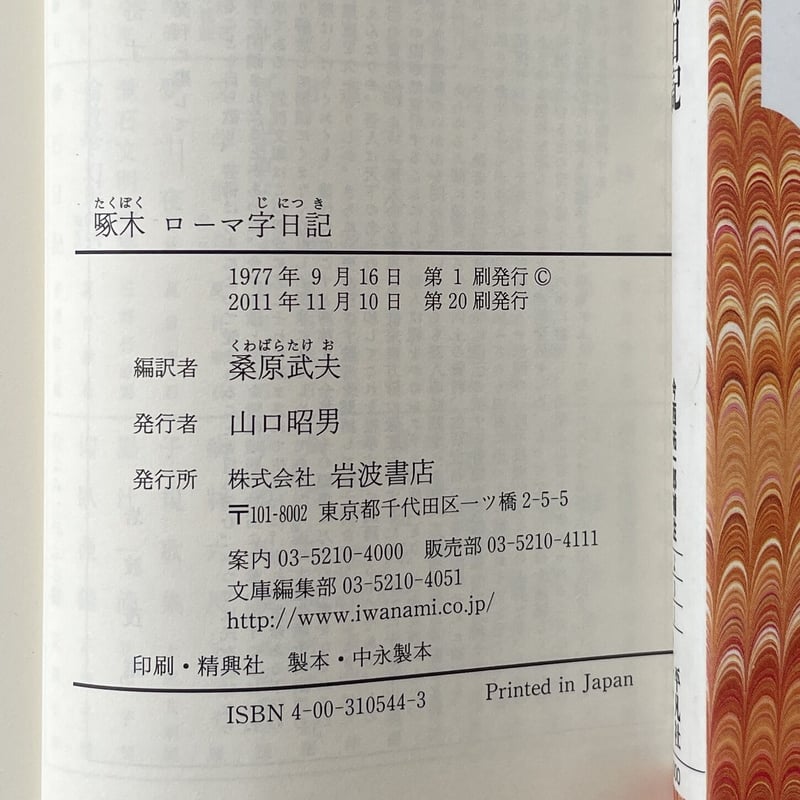 たくぼく じ にっ き
啄木 ローマ字日記
1977年 9 月16日 第 1 刷発行©
2011年11月10日 第20刷発行
くわばらたけ お
編訳者 桑原武夫
発行者 山口昭男
発行所 株式会社 岩波書店
〒101-8002 東京都千代田区一ツ橋2-5-5
案内 03-5210-4000 販売部 03-5210-4111
文庫編集部 03-5210-4051
http://www.iwanami.co.jp/
印刷・精興社 製本・中永製本
ISBN 4-00-310544-3 Printed in Japan
日記
平凡社